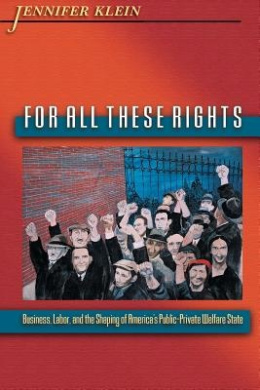 JENNIFER KLEIN
FOR ALL THESE RIGHTS
Business, Labor, and the Shaping of America's Public-Private Welfare State